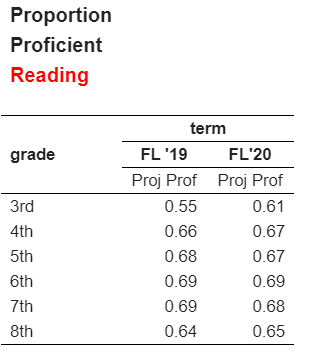 Proportion
Proficient
Reading
term
grade FL '19 FL'20
Proj Prof Proj Prof
3rd 0.55 0.61
4th 0.66 0.67
5th 0.68 0.67
6th 0.69 0.69
7th 0.69 0.68
8th 0.64 0.65